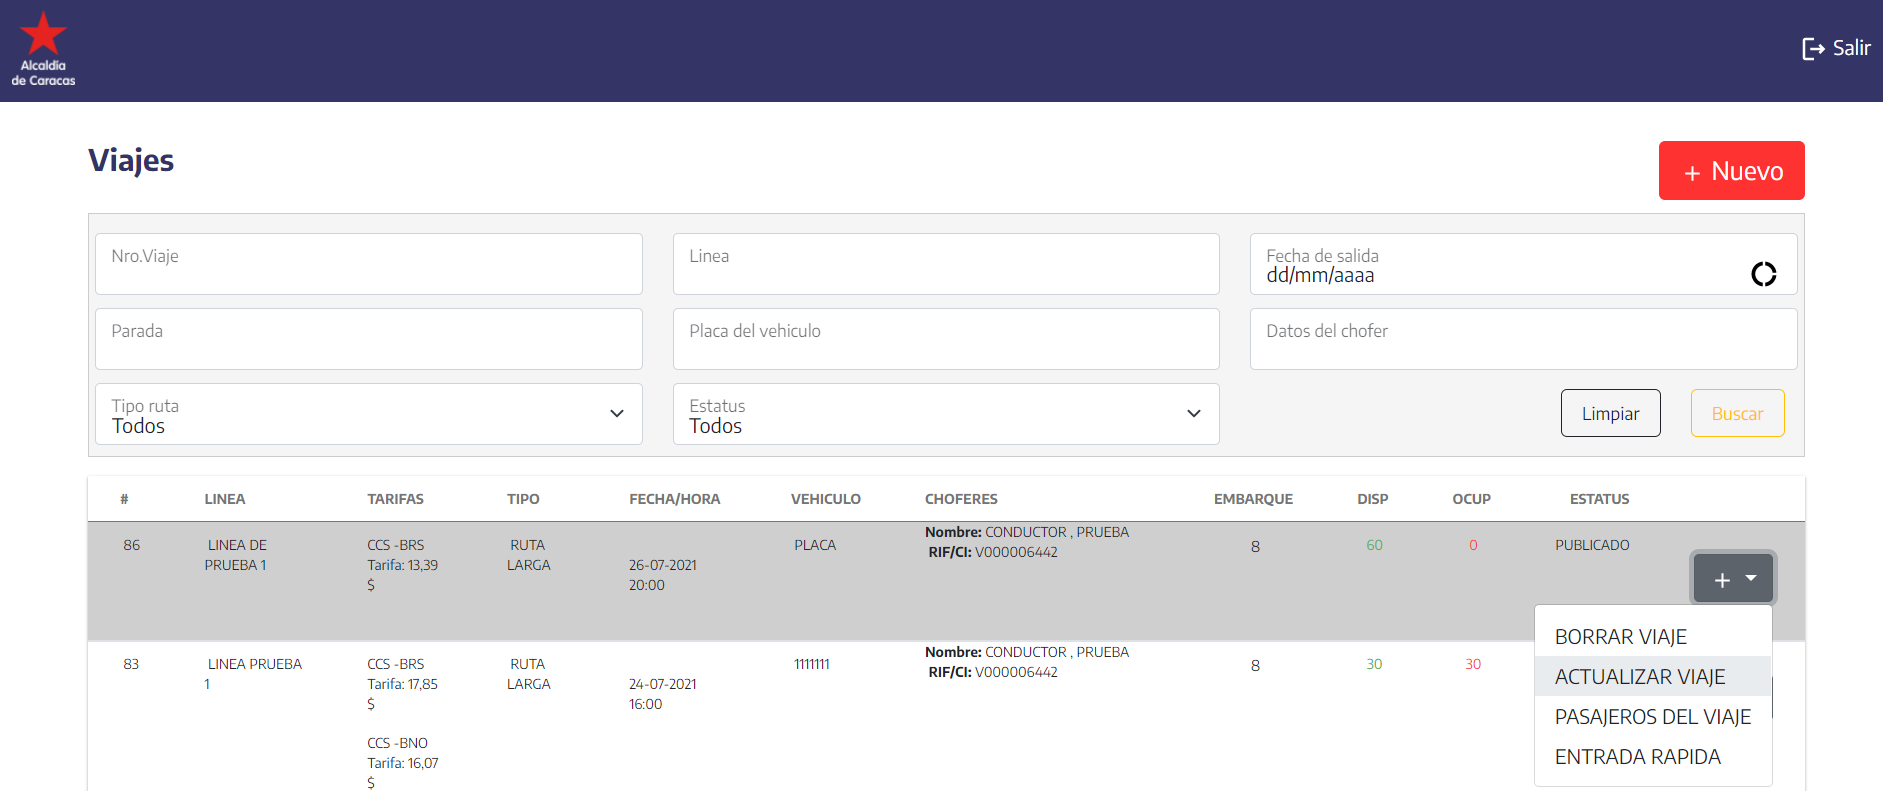 Alcaldía
de Caracas
Salir
Viajes
+ Nuevo
Nro.Viaje
Linea
Fecha de salida
dd/mm/aaaa
Parada
Placa del vehiculo
Datos del chofer
Tipo ruta
Todos
Estatus
Todos
Limpiar
Buscar
# LINEA TARIFAS TIPO FECHA/HORA VEHICULO CHOFERES EMBARQUE DISP OCUP ESTATUS
86
LINEA DE
PRUEBA 1
CCS -BRS
Tarifa: 13,39
$
RUTA
LARGA
26-07-2021
20:00
PLACA
Nombre: CONDUCTOR , PRUEBA
RIF/CI: V000006442
8
60
0
PUBLICADO
+
BORRAR VIAJE
ACTUALIZAR VIAJE
PASAJEROS DEL VIAJE
ENTRADA RAPIDA
83
LINEA PRUEBA
1
CCS -BRS
Tarifa: 17,85
$
CCS -BNO
Tarifa: 16,07
$
RUTA
LARGA
24-07-2021
16:00
1111111
Nombre: CONDUCTOR , PRUEBA
RIF/CI: V000006442
8
30
30